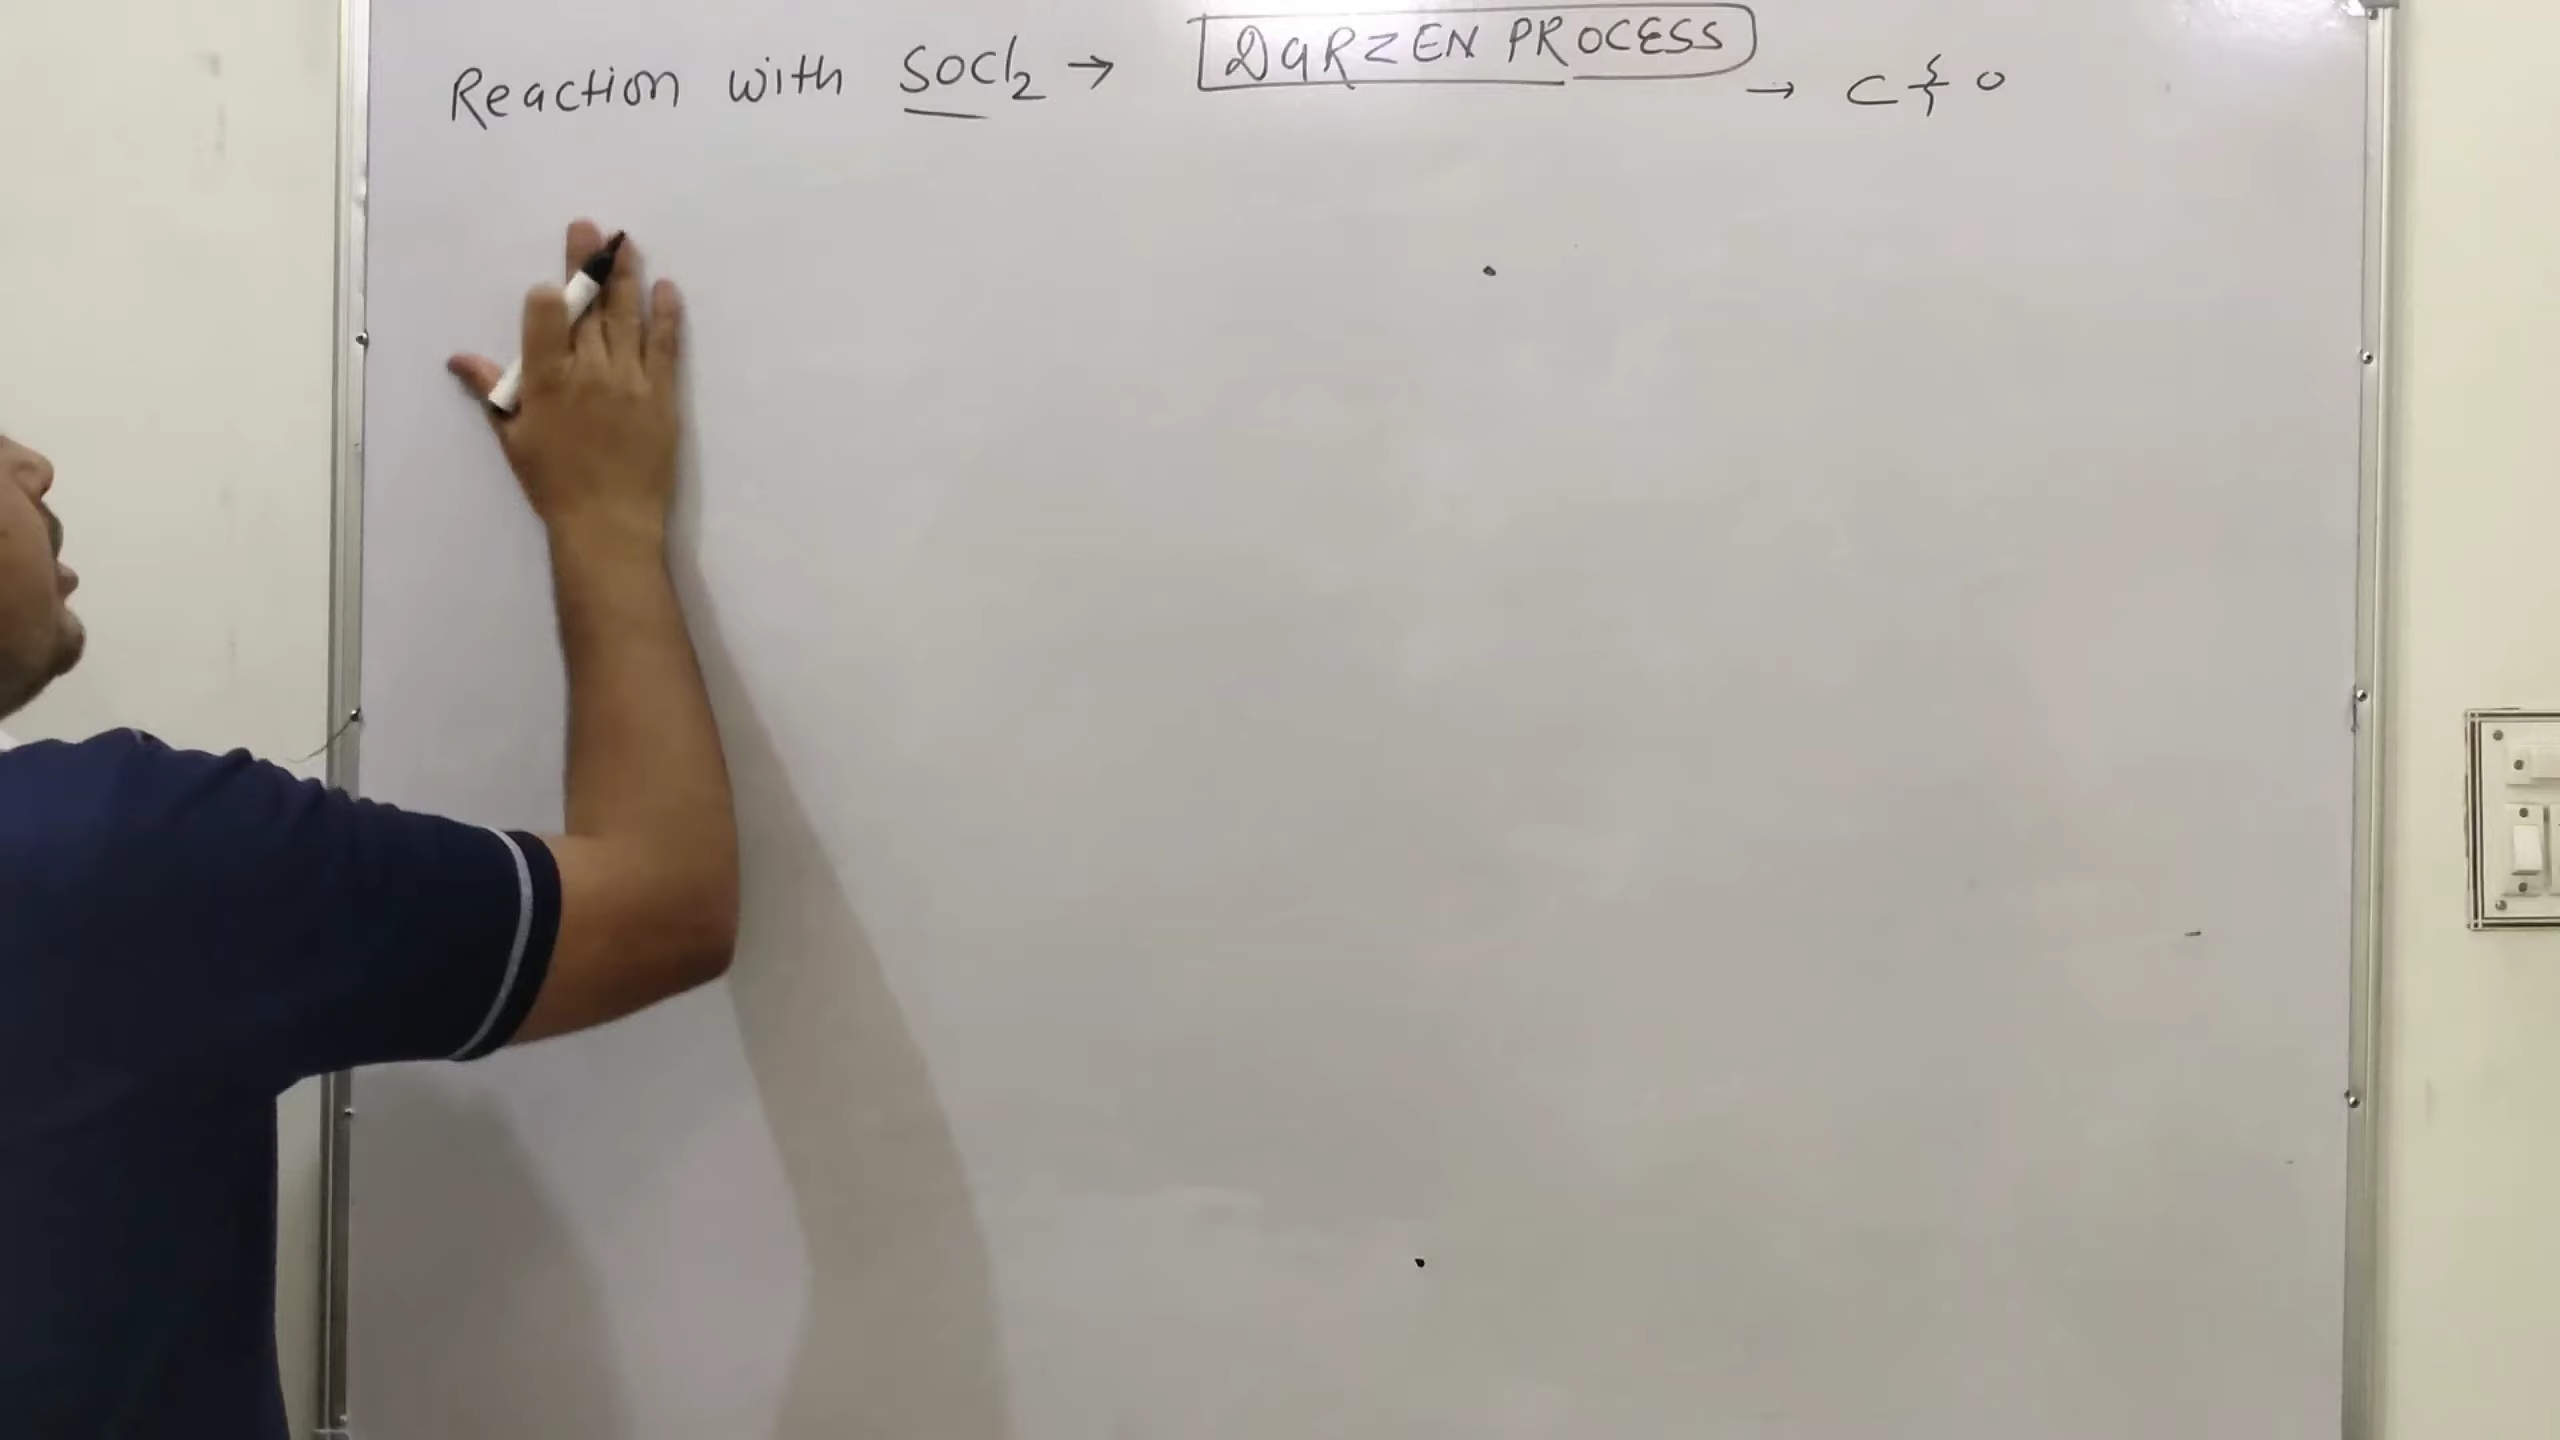 Reaction with SOCl2 → DARZEN PROCESS → C ⸾ O